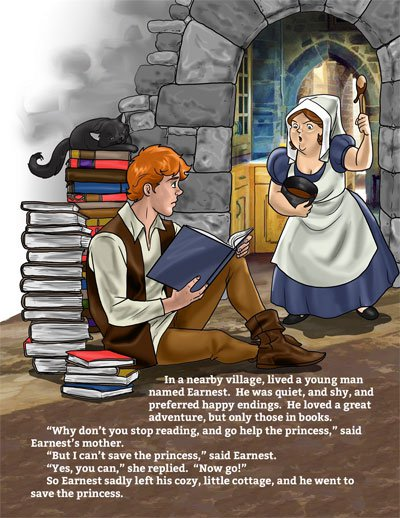 In a nearby village, lived a young man
named Earnest.  He was quiet, and shy, and
preferred happy endings.  He loved a great
adventure, but only those in books.
“Why don’t you stop reading, and go help the princess,” said
Earnest’s mother.
“But I can’t save the princess,” said Earnest.
“Yes, you can,” she replied.  “Now go!”
So Earnest sadly left his cozy, little cottage, and he went to
save the princess.